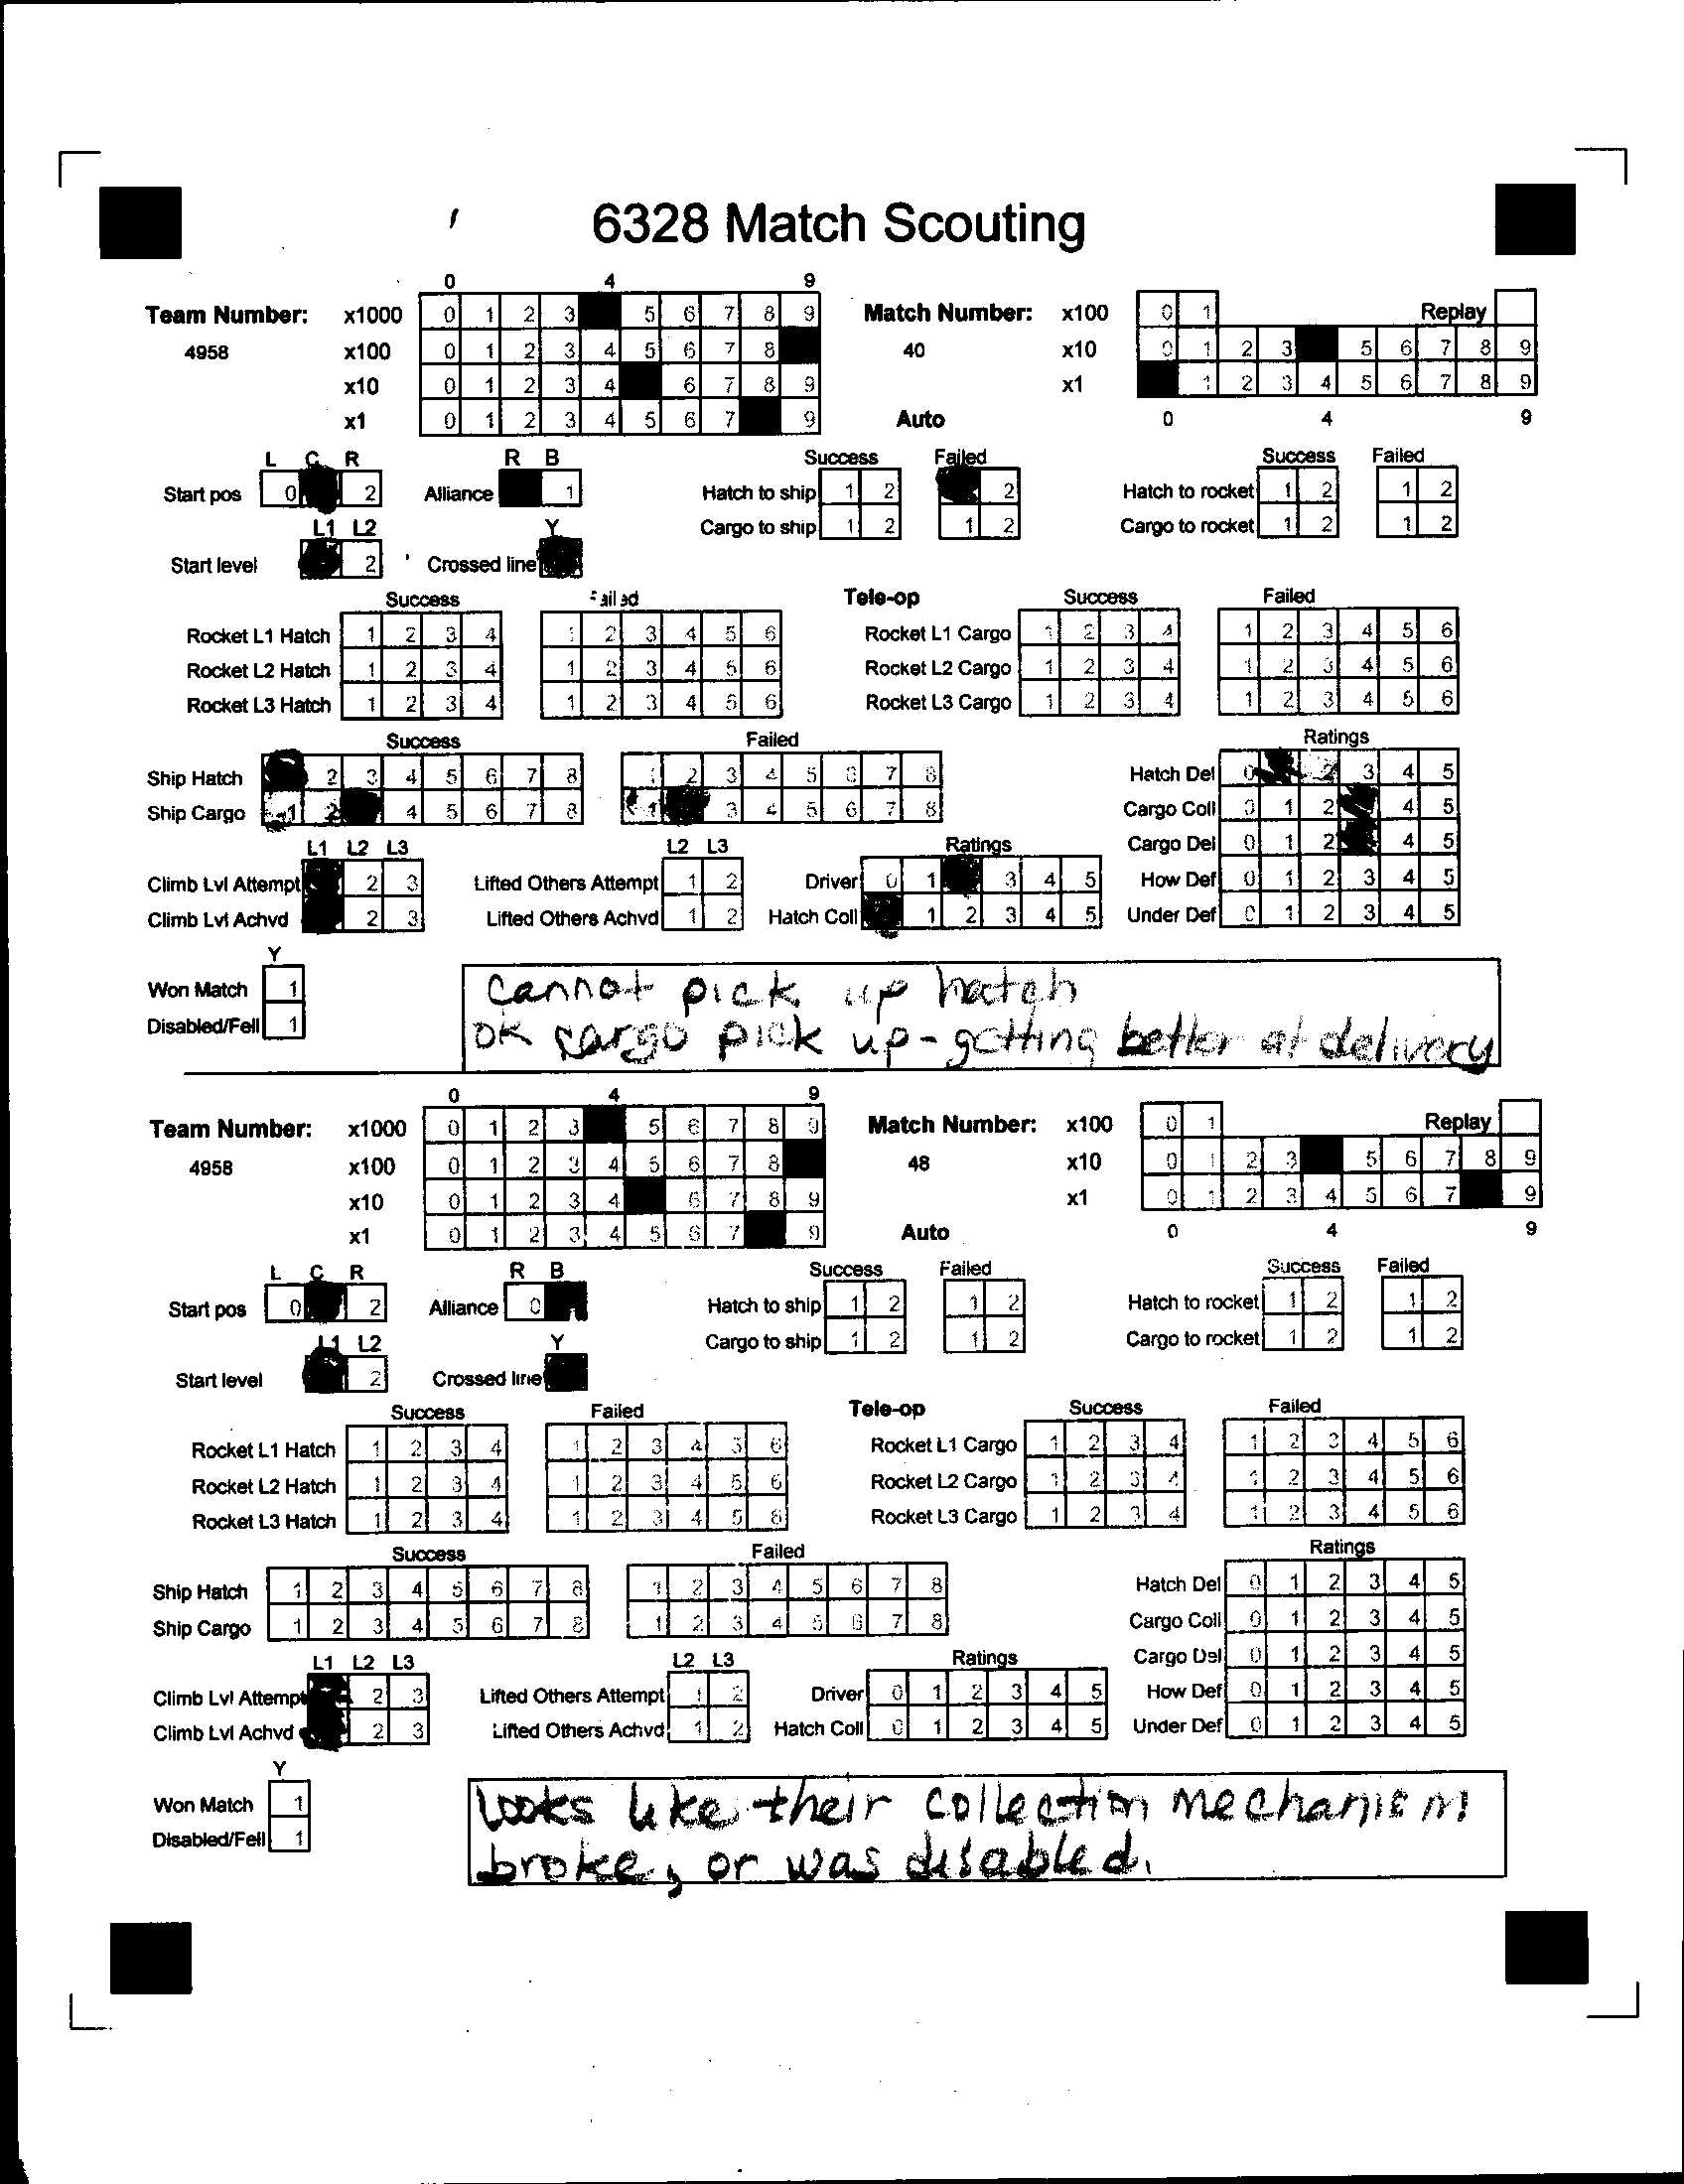 6328 Match Scouting
0 4 9
Team Number: x1000 0 1 2 3 5 6 7 8 9 Match Number: x100 0 1 Replay
4958 x100 0 1 2 3 4 5 6 7 8 40 x10 0 1 2 3 5 6 7 8 9
x10 0 1 2 3 4 6 7 8 9 x1 1 2 3 4 5 6 7 8 9
x1 0 1 2 3 4 5 6 7 9 Auto 0 4 9
L C R R B Success Failed Success Failed
Start pos 0 2 Alliance 1 Hatch to ship 1 2 2 Hatch to rocket 1 2 1 2
L1 L2 Y Cargo to ship 1 2 1 2 Cargo to rocket 1 2 1 2
Start level 2 Crossed line
Success Failed Tele-op Success Failed
Rocket L1 Hatch 1 2 3 4 1 2 3 4 5 6 Rocket L1 Cargo 1 2 3 4 1 2 3 4 5 6
Rocket L2 Hatch 1 2 3 4 1 2 3 4 5 6 Rocket L2 Cargo 1 2 3 4 1 2 3 4 5 6
Rocket L3 Hatch 1 2 3 4 1 2 3 4 5 6 Rocket L3 Cargo 1 2 3 4 1 2 3 4 5 6
Success Failed Ratings
Ship Hatch 2 3 4 5 6 7 8 1 2 3 4 5 6 7 8 Hatch Del 0 2 3 4 5
Ship Cargo 1 2 4 5 6 7 8 1 3 4 5 6 7 8 Cargo Coll 0 1 2 4 5
L1 L2 L3 L2 L3 Ratings Cargo Del 0 1 2 4 5
Climb Lvl Attempt 2 3 Lifted Others Attempt 1 2 Driver 0 1 3 4 5 How Def 0 1 2 3 4 5
Climb Lvl Achvd 2 3 Lifted Others Achvd 1 2 Hatch Coll 1 2 3 4 5 Under Def 0 1 2 3 4 5
Y
Won Match 1 cannot pick up hatch
Disabled/Fell 1 OK cargo pick up - getting better at delivery
0 4 9
Team Number: x1000 0 1 2 3 5 6 7 8 9 Match Number: x100 0 1 Replay
4958 x100 0 1 2 3 4 5 6 7 8 48 x10 0 1 2 3 5 6 7 8 9
x10 0 1 2 3 4 6 7 8 9 x1 0 1 2 3 4 5 6 7 9
x1 0 1 2 3 4 5 6 7 9 Auto 0 4 9
L C R R B Success Failed Success Failed
Start pos 0 2 Alliance 0 Hatch to ship 1 2 1 2 Hatch to rocket 1 2 1 2
L1 L2 Y Cargo to ship 1 2 1 2 Cargo to rocket 1 2 1 2
Start level 2 Crossed line
Success Failed Tele-op Success Failed
Rocket L1 Hatch 1 2 3 4 1 2 3 4 5 6 Rocket L1 Cargo 1 2 3 4 1 2 3 4 5 6
Rocket L2 Hatch 1 2 3 4 1 2 3 4 5 6 Rocket L2 Cargo 1 2 3 4 1 2 3 4 5 6
Rocket L3 Hatch 1 2 3 4 1 2 3 4 5 6 Rocket L3 Cargo 1 2 3 4 1 2 3 4 5 6
Success Failed Ratings
Ship Hatch 1 2 3 4 5 6 7 8 1 2 3 4 5 6 7 8 Hatch Del 0 1 2 3 4 5
Ship Cargo 1 2 3 4 5 6 7 8 1 2 3 4 5 6 7 8 Cargo Coll 0 1 2 3 4 5
L1 L2 L3 L2 L3 Ratings Cargo Del 0 1 2 3 4 5
Climb Lvl Attempt 2 3 Lifted Others Attempt 1 2 Driver 0 1 2 3 4 5 How Def 0 1 2 3 4 5
Climb Lvl Achvd 2 3 Lifted Others Achvd 1 2 Hatch Coll 0 1 2 3 4 5 Under Def 0 1 2 3 4 5
Y
Won Match 1 looks like their collection mechanism
Disabled/Fell 1 broke, or was disabled.